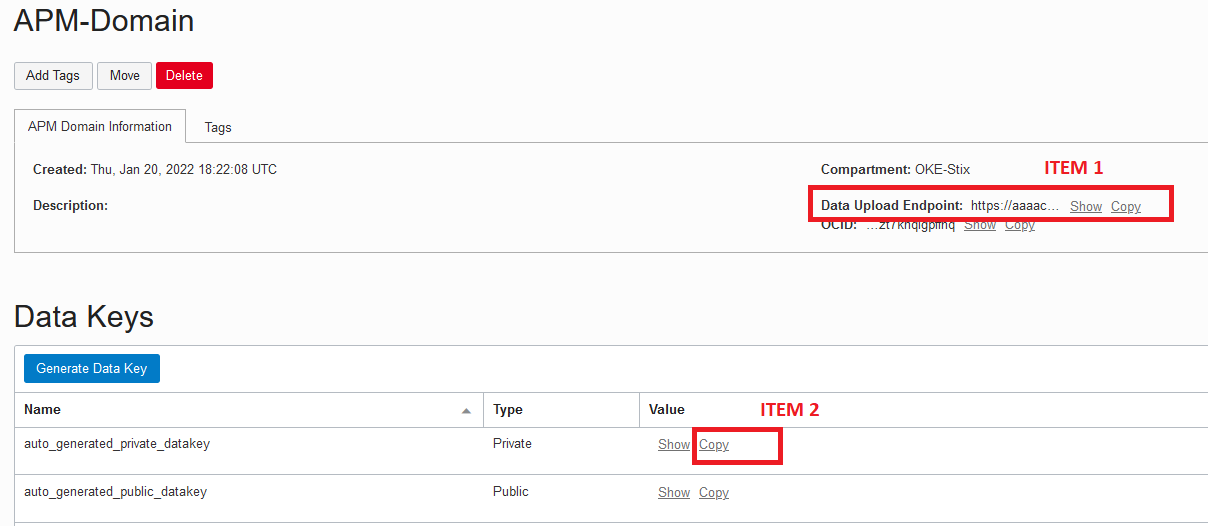 APM-Domain
Add Tags Move Delete
APM Domain Information Tags
Created: Thu, Jan 20, 2022 18:22:08 UTC Compartment: OKE-Stix ITEM 1
Description: Data Upload Endpoint: https://aaaac... Show Copy
OCID: Show Copy
Data Keys
Generate Data Key
Name Type Value ITEM 2
auto_generated_private_datakey Private Show Copy
auto_generated_public_datakey Public Show Copy